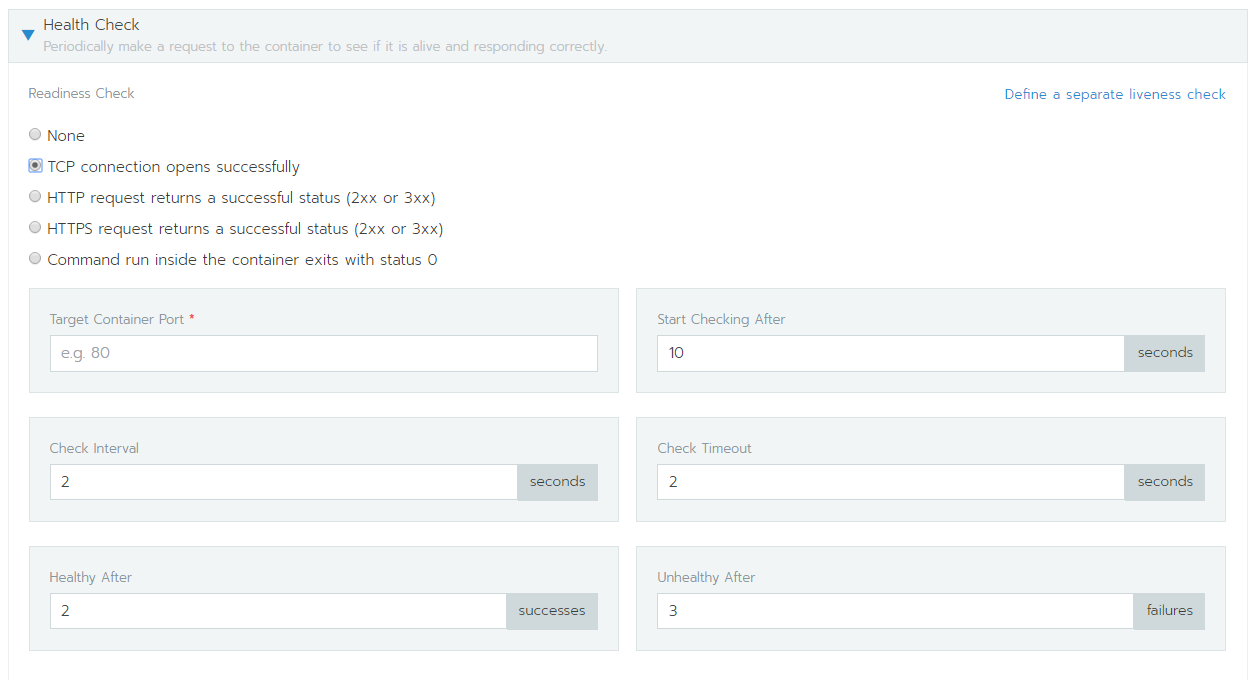 Health Check
Periodically make a request to the container to see if it is alive and responding correctly.
Readiness Check
Define a separate liveness check
None
TCP connection opens successfully
HTTP request returns a successful status (2xx or 3xx)
HTTPS request returns a successful status (2xx or 3xx)
Command run inside the container exits with status 0
Target Container Port *
e.g. 80
Start Checking After
10 seconds
Check Interval
2 seconds
Check Timeout
2 seconds
Healthy After
2 successes
Unhealthy After
3 failures